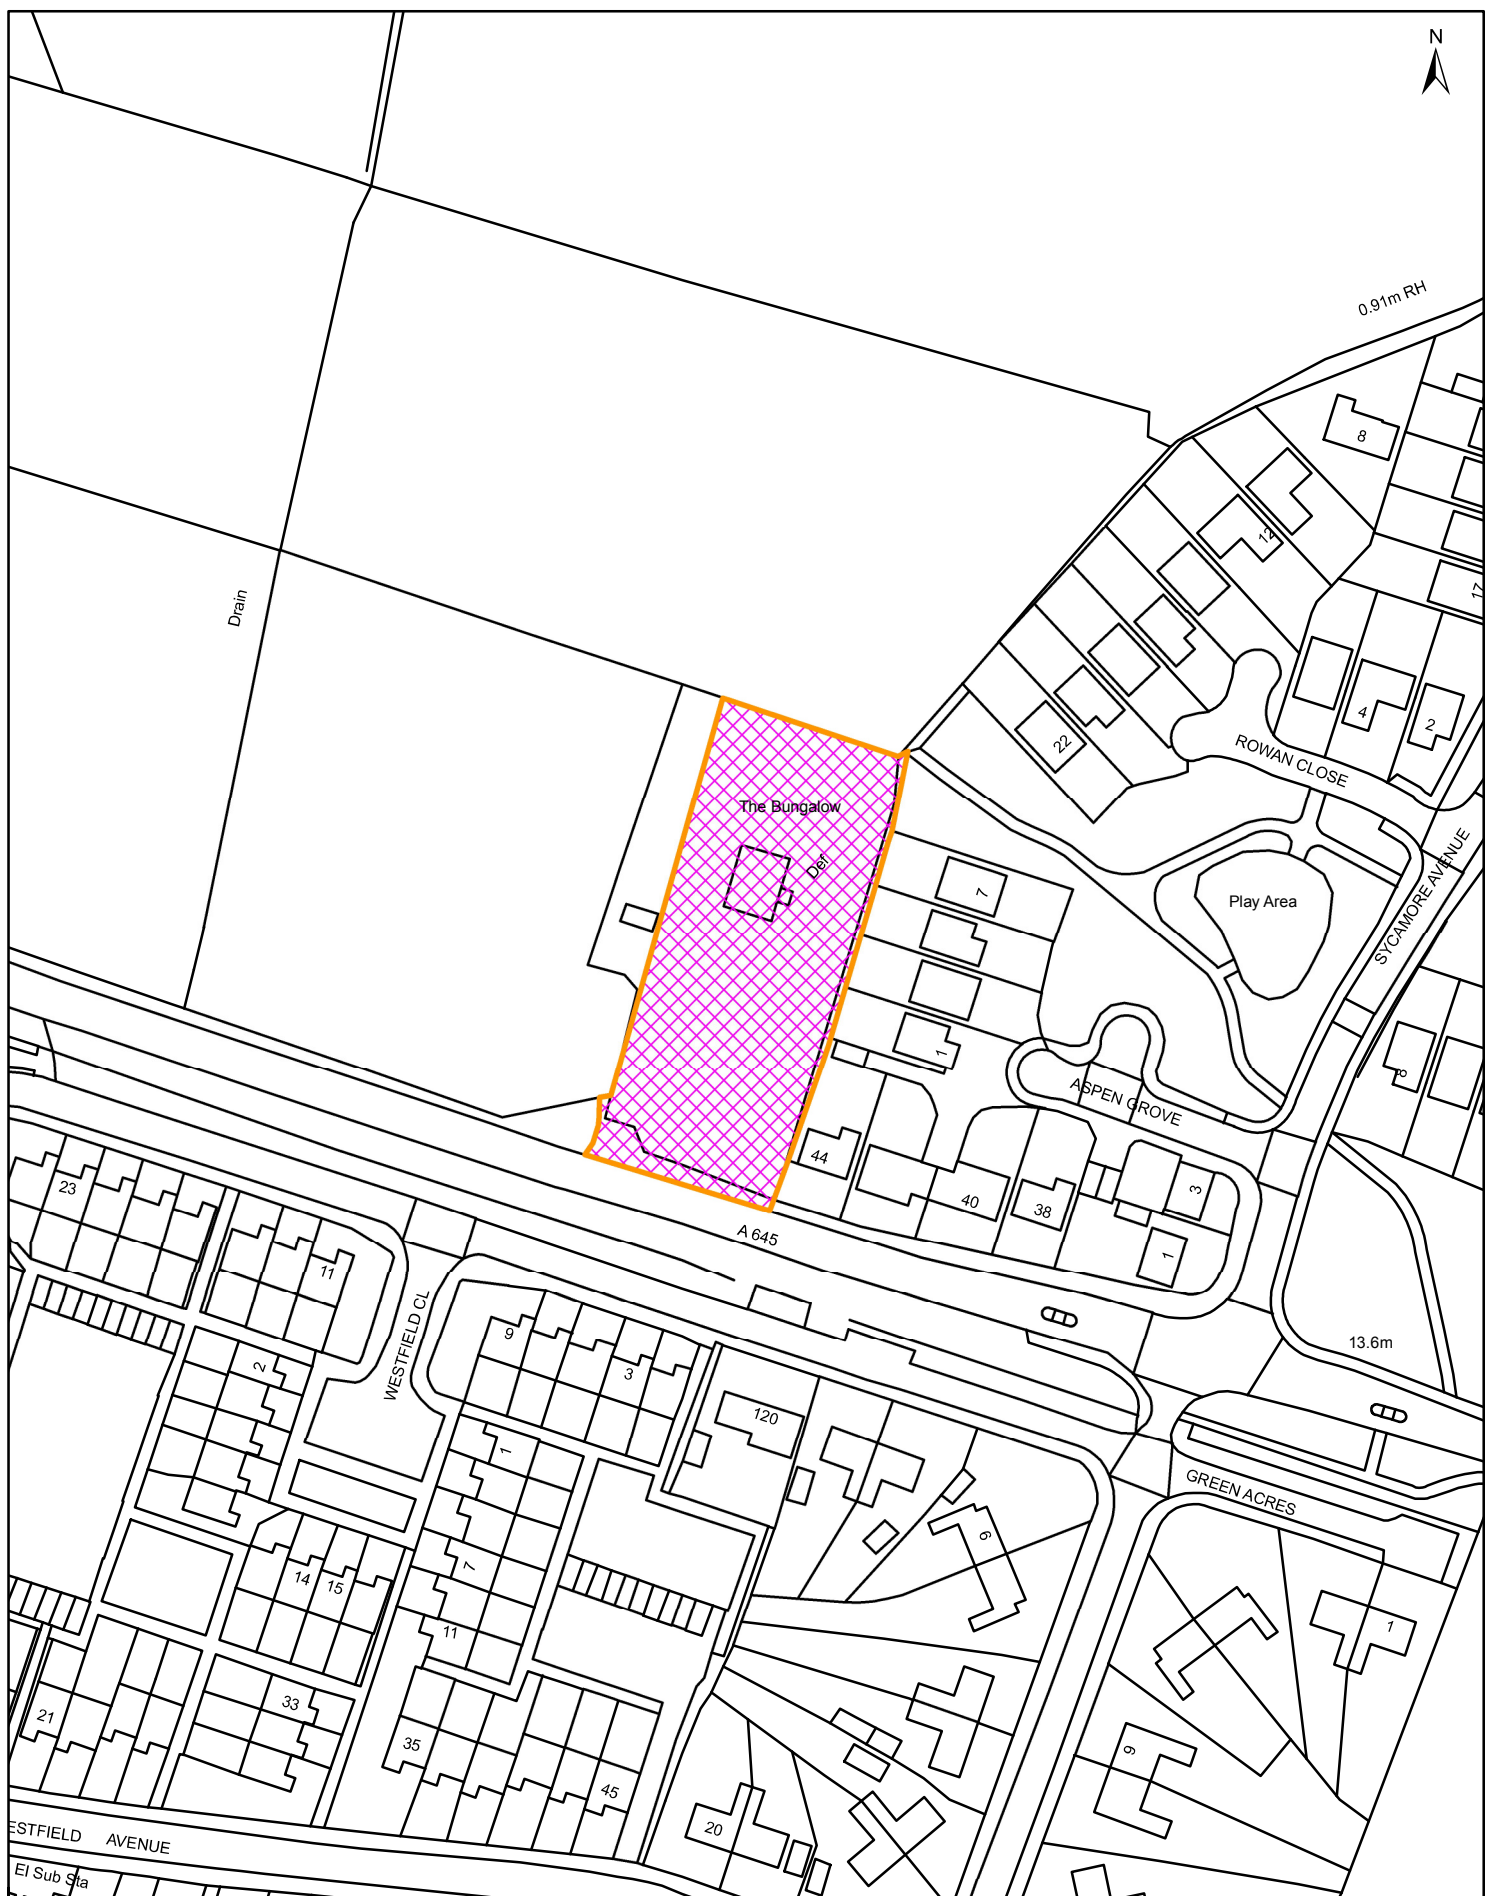 N
0.91m RH
8
12
17
Drain
4
2
22
ROWAN CLOSE
The Bungalow
Def
7
Play Area
SYCAMORE AVENUE
1
8
ASPEN GROVE
44
40
38
3
1
23
A 645
11
13.6m
WESTFIELD CL
9
3
2
120
1
GREEN ACRES
6
7
14
15
11
1
33
21
35
9
45
20
ESTFIELD AVENUE
El Sub Sta